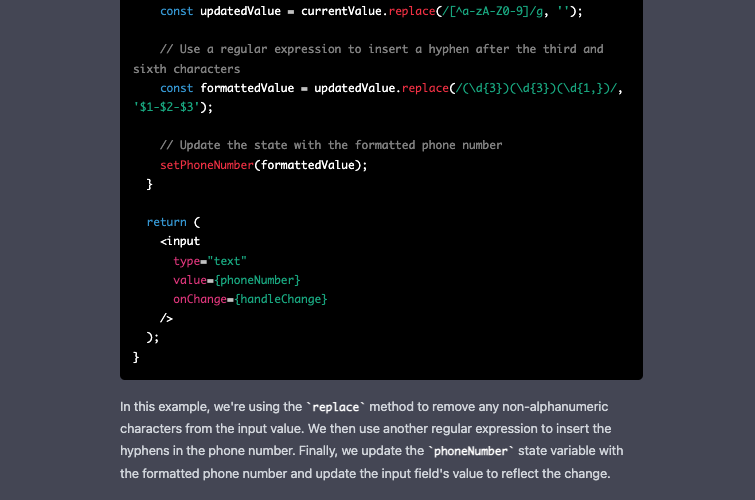 const updatedValue = currentValue.replace(/[^a-zA-Z0-9]/g, '');
// Use a regular expression to insert a hyphen after the third and
sixth characters
const formattedValue = updatedValue.replace(/(\d{3})(\d{3})(\d{1,})/,
'$1-$2-$3');
// Update the state with the formatted phone number
setPhoneNumber(formattedValue);
}
return (
<input
type="text"
value={phoneNumber}
onChange={handleChange}
/>
);
}
In this example, we're using the `replace` method to remove any non-alphanumeric
characters from the input value. We then use another regular expression to insert the
hyphens in the phone number. Finally, we update the `phoneNumber` state variable with
the formatted phone number and update the input field's value to reflect the change.